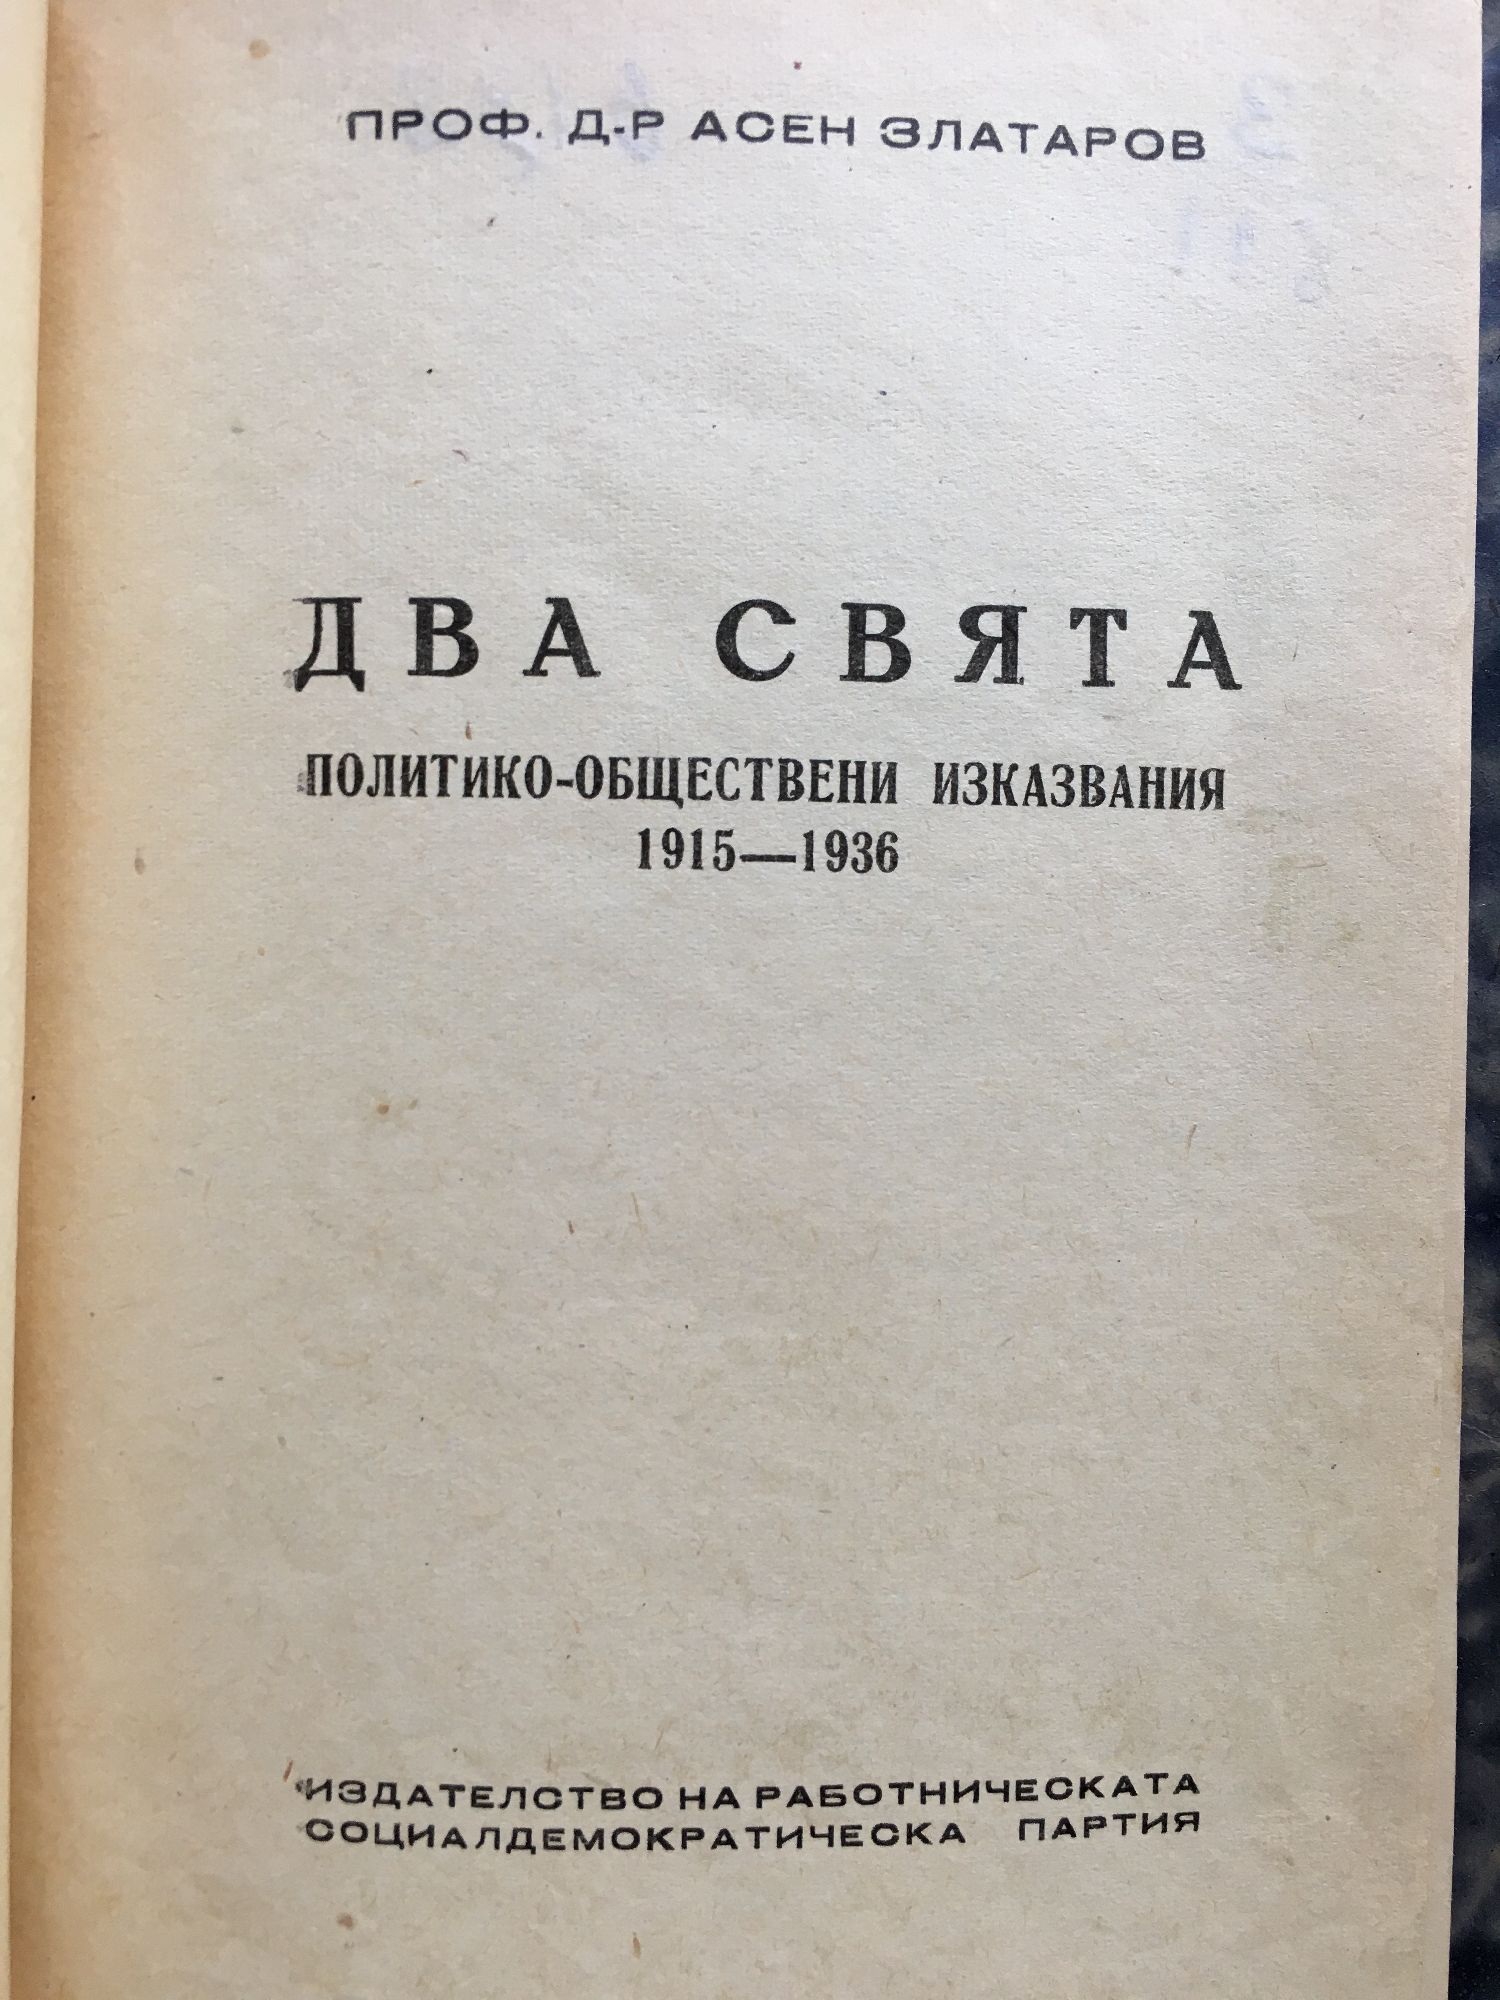 ПРОФ. Д-Р АСЕН ЗЛАТАРОВ
ДВА СВЯТА
ПОЛИТИКО-ОБЩЕСТВЕНИ ИЗКАЗВАНИЯ
1915—1936
ИЗДАТЕЛСТВО НА РАБОТНИЧЕСКАТА
СОЦИАЛДЕМОКРАТИЧЕСКА ПАРТИЯ